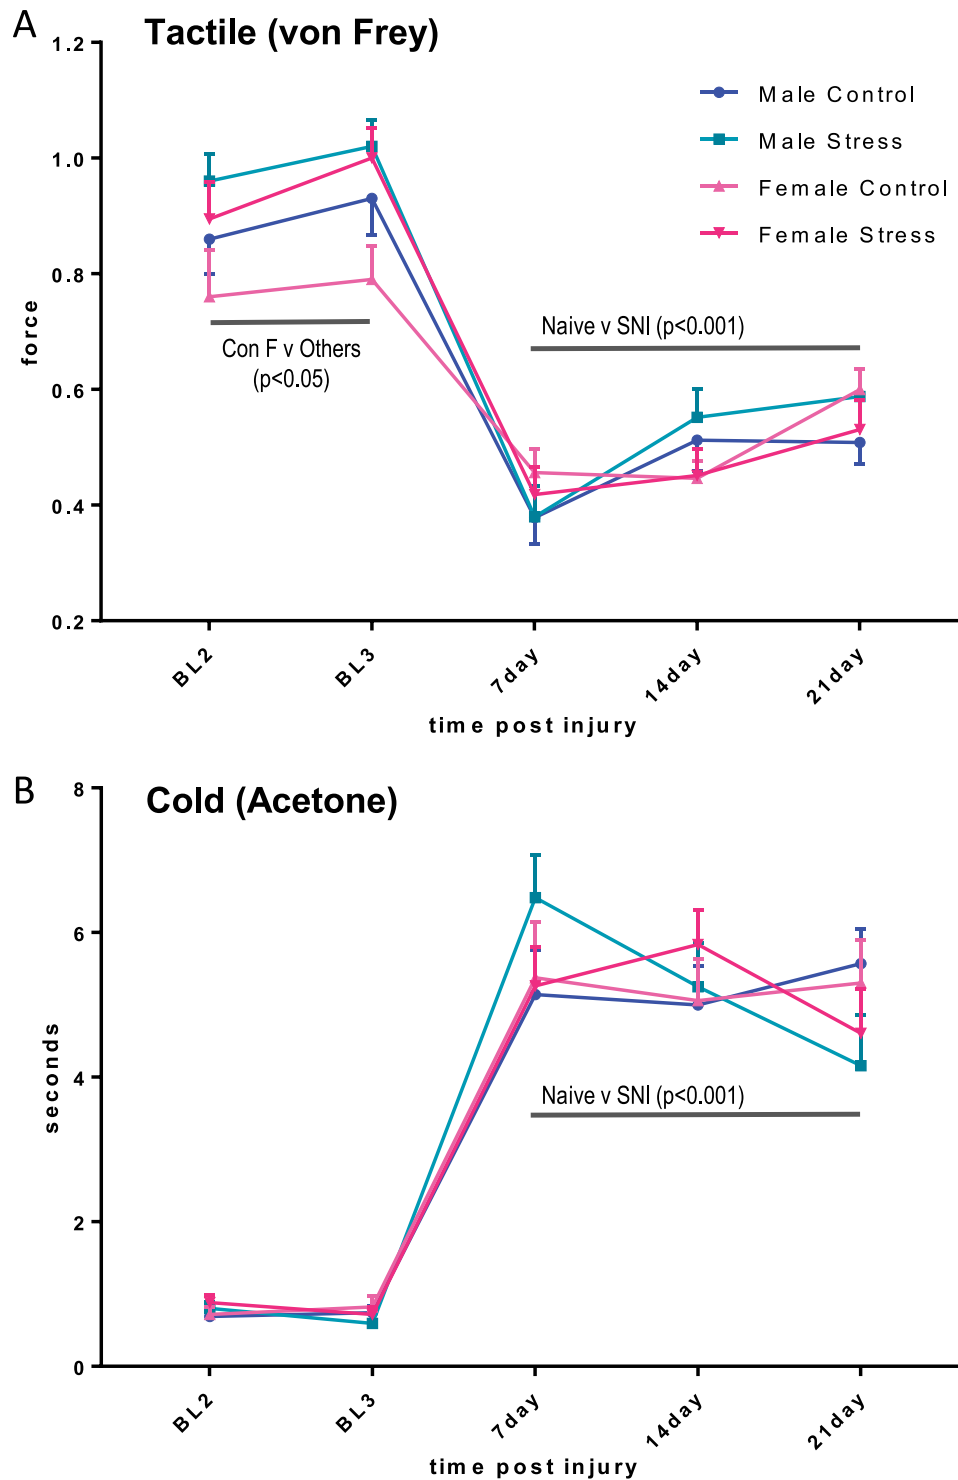 A
Tactile (von Frey)
1.2
1.0
0.8
0.6
0.4
0.2
force
Male Control
Male Stress
Female Control
Female Stress
Con F v Others
(p<0.05)
Naive v SNI (p<0.001)
BL2
BL3
7day
14day
21day
time post injury
B
Cold (Acetone)
8
6
4
2
0
seconds
Naive v SNI (p<0.001)
BL2
BL3
7day
14day
21day
time post injury